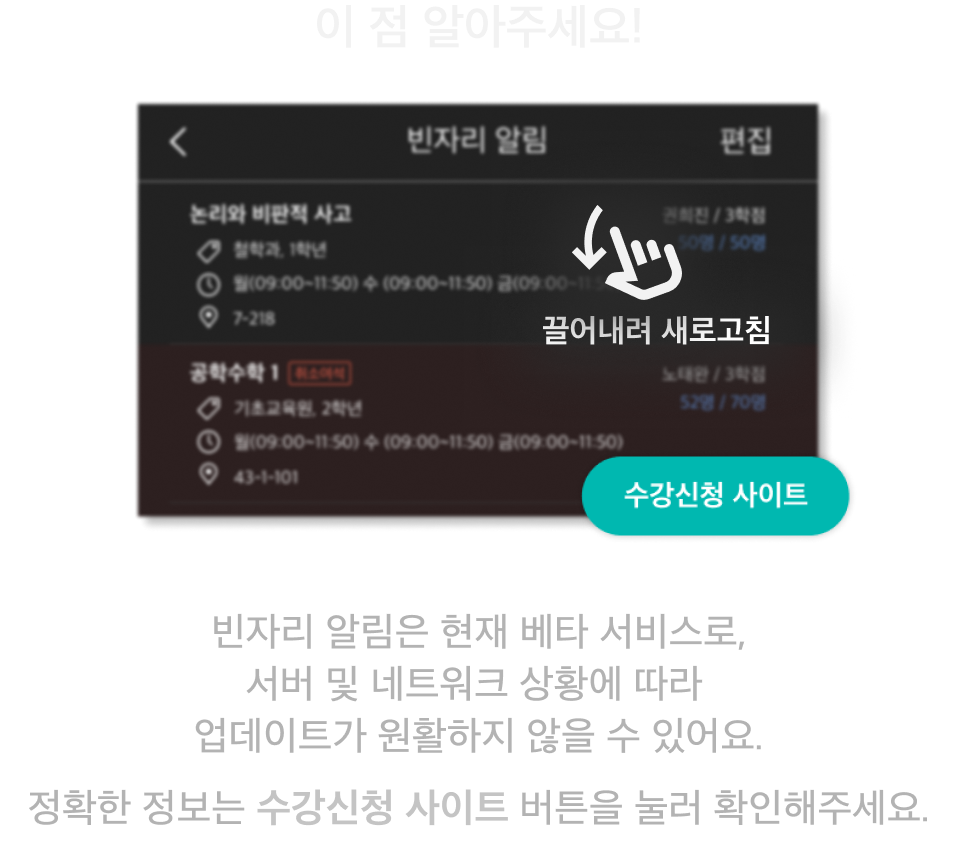 이 점 알아주세요!
빈자리 알림
편집
논리와 비판적 사고
권희진 / 3학점
철학과, 1학년
50명 / 50명
월(09:00~11:50) 수 (09:00~11:50) 금(09:00~11:5
7-218
끌어내려 새로고침
공학수학 1
취소여석
노태완 / 3학점
기초교육원, 2학년
52명 / 70명
월(09:00~11:50) 수 (09:00~11:50) 금(09:00~11:50)
43-1-101
수강신청 사이트
빈자리 알림은 현재 베타 서비스로,
서버 및 네트워크 상황에 따라
업데이트가 원활하지 않을 수 있어요.
정확한 정보는 수강신청 사이트 버튼을 눌러 확인해주세요.